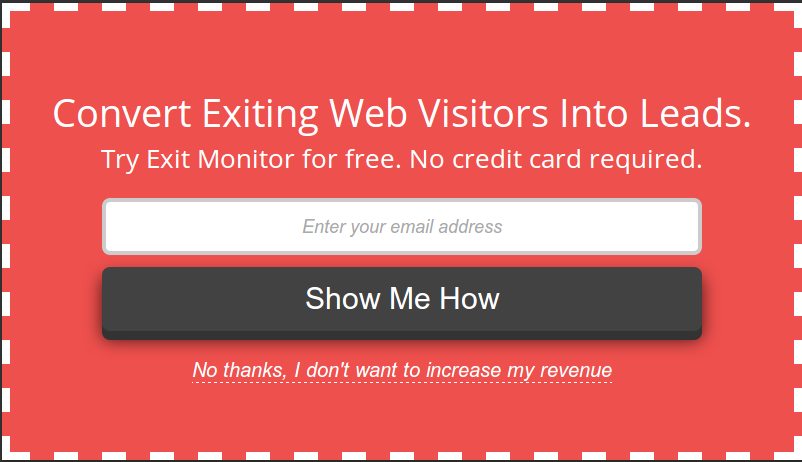 Convert Exiting Web Visitors Into Leads.
Try Exit Monitor for free. No credit card required.
Enter your email address
Show Me How
No thanks, I don't want to increase my revenue